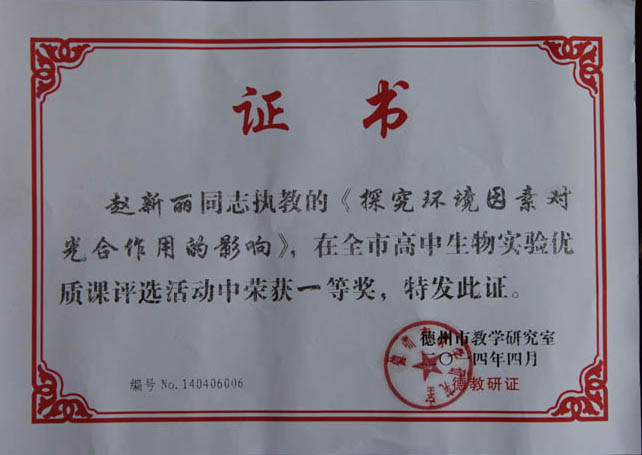 证书
赵新丽同志执教的《探究环境因素对
光合作用的影响》，在全市高中生物实验优
质课评选活动中荣获一等奖，特发此证。
德州市教学研究室
二〇一四年四月
编号No.140406006
德教研证